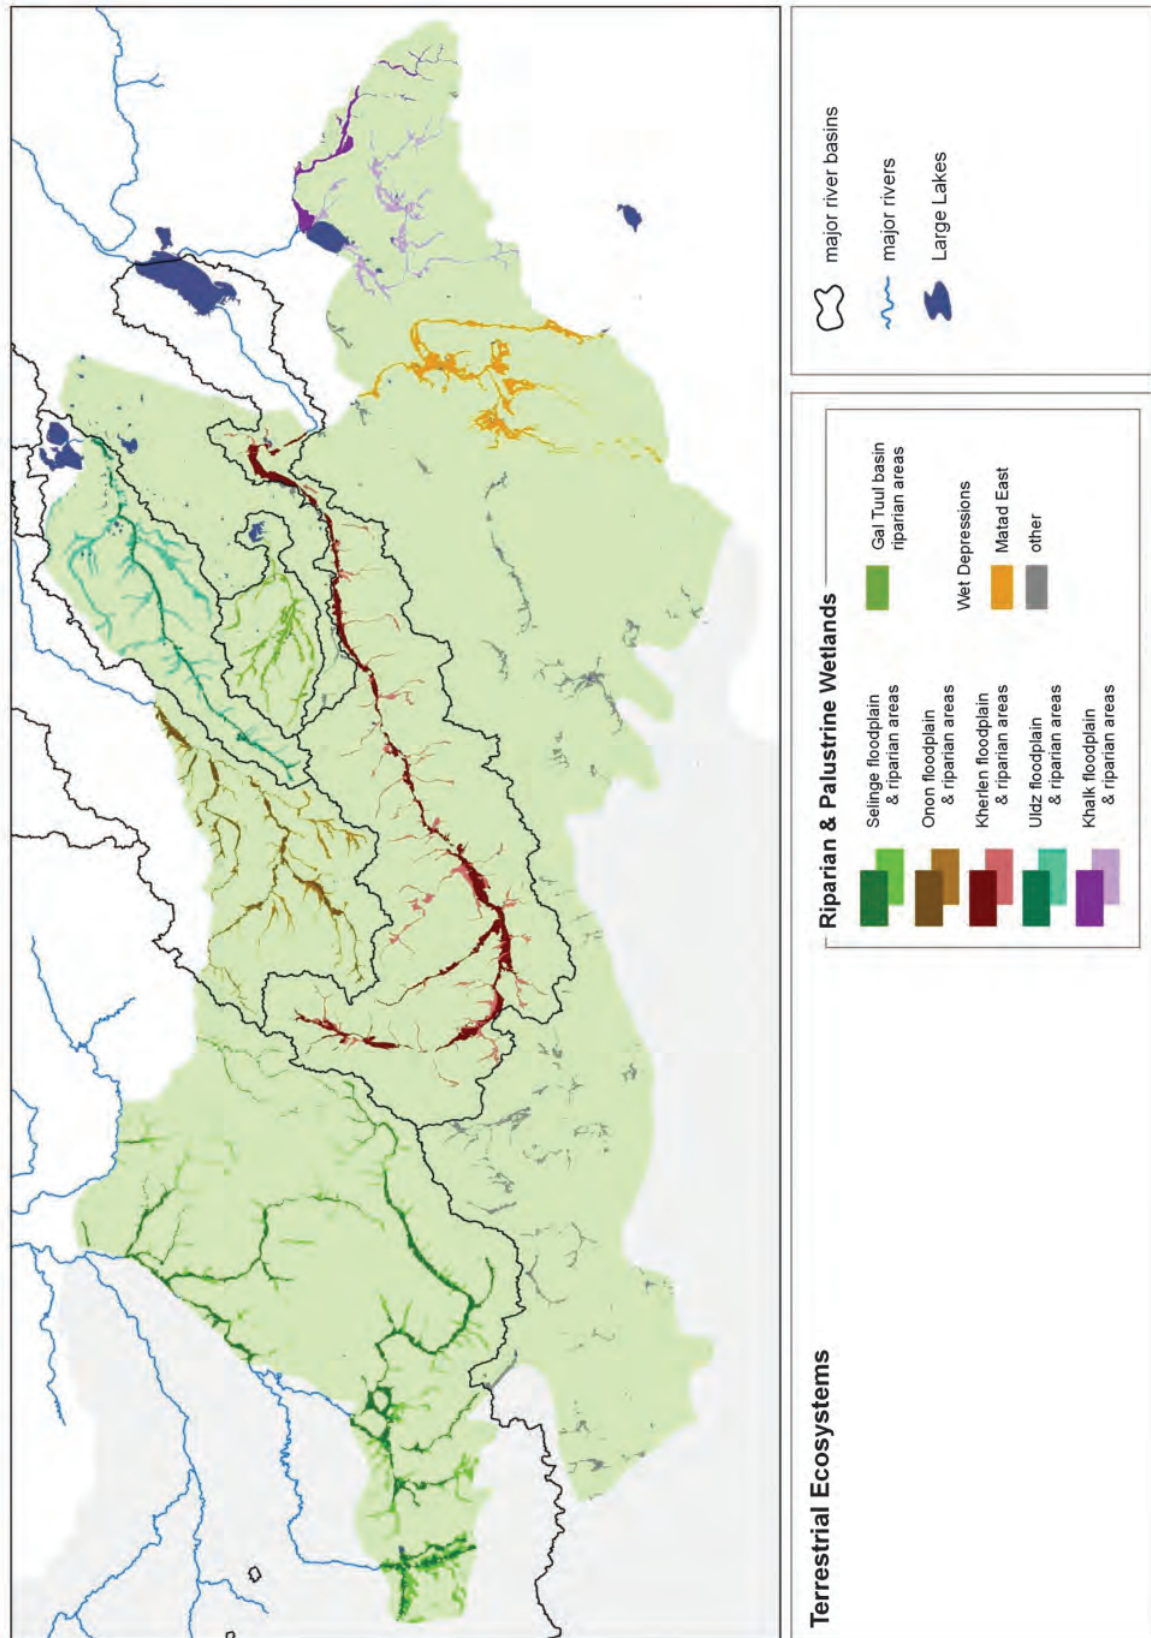 Terrestrial Ecosystems
Riparian & Palustrine Wetlands
Selinge floodplain
& riparian areas
Onon floodplain
& riparian areas
Kherlen floodplain
& riparian areas
Uldz floodplain
& riparian areas
Khalk floodplain
& riparian areas
Gal Tuul basin
riparian areas
Wet Depressions
Matad East
other
major river basins
major rivers
Large Lakes